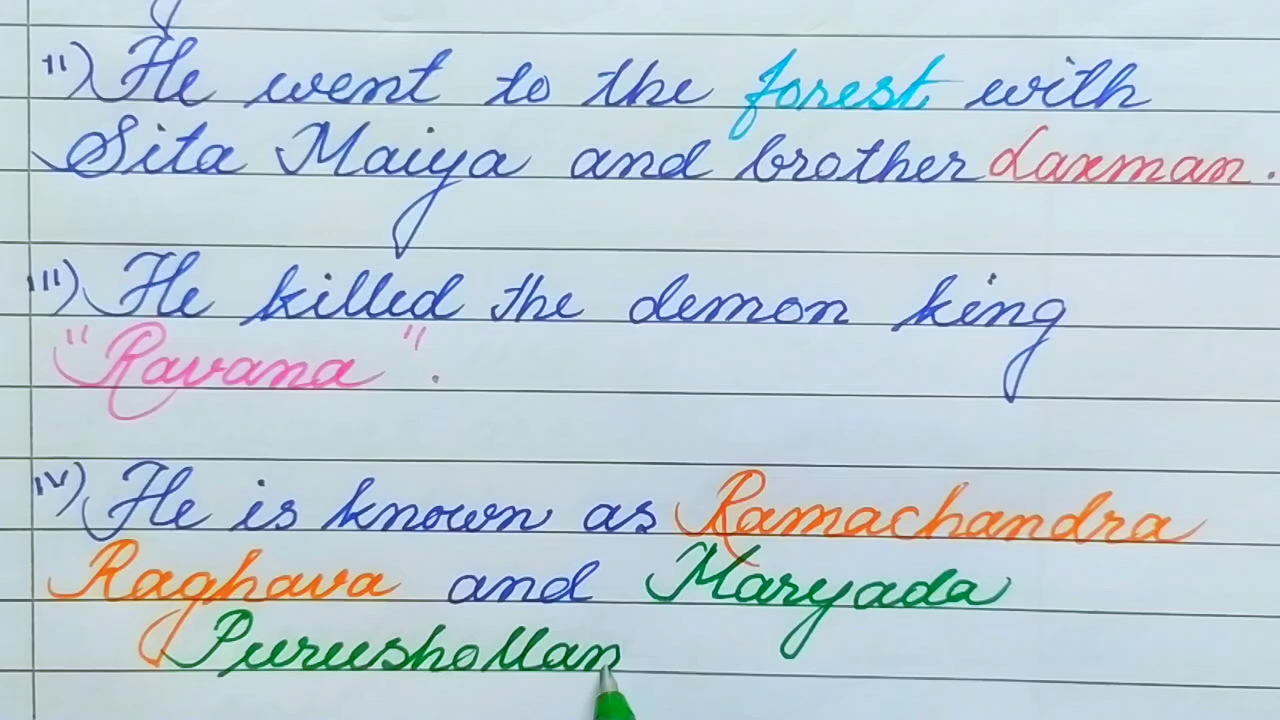 ii) He went to the forest with
Sita Maiya and brother Laxman.
iii) He killed the demon king
"Ravana".
iv) He is known as Ramachandra
Raghava and Maryada
Purushottam